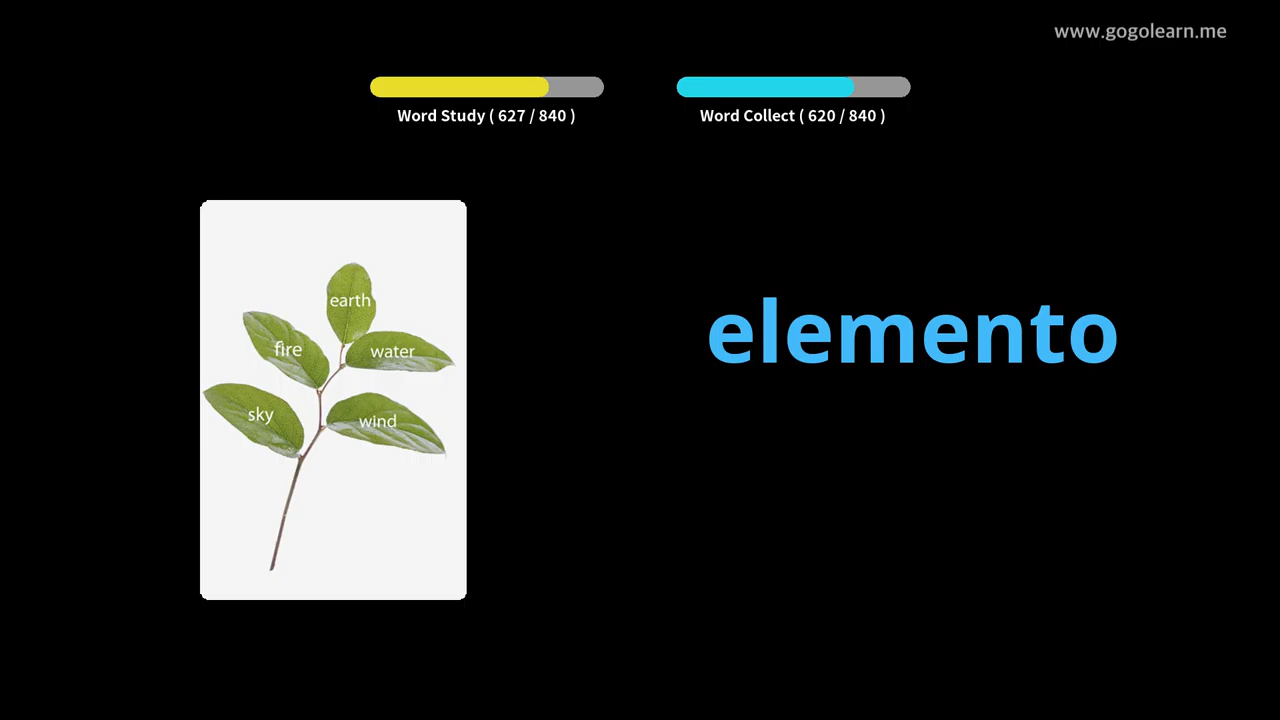 www.gogolearn.me
Word Study ( 627 / 840 )
Word Collect ( 620 / 840 )
earth
fire
water
sky
wind
elemento